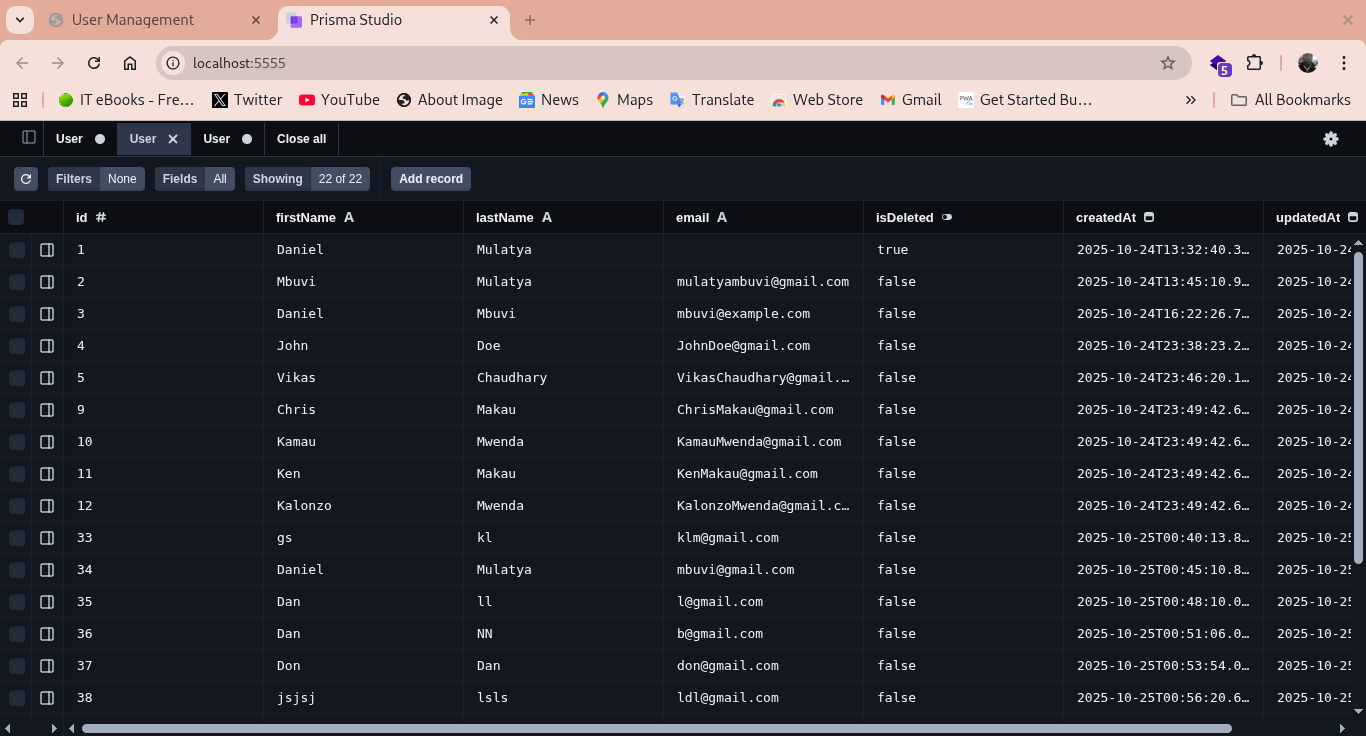 User Management
Prisma Studio
localhost:5555
5
IT eBooks - Fre… Twitter YouTube About Image News Maps Translate Web Store Gmail PWA Get Started Bu… All Bookmarks
User User User Close all
Filters None Fields All Showing 22 of 22 Add record
id # firstName A lastName A email A isDeleted createdAt updatedAt
1 Daniel Mulatya true 2025-10-24T13:32:40.3… 2025-10-24
2 Mbuvi Mulatya mulatyambuvi@gmail.com false 2025-10-24T13:45:10.9… 2025-10-24
3 Daniel Mbuvi mbuvi@example.com false 2025-10-24T16:22:26.7… 2025-10-24
4 John Doe JohnDoe@gmail.com false 2025-10-24T23:38:23.2… 2025-10-24
5 Vikas Chaudhary VikasChaudhary@gmail.… false 2025-10-24T23:46:20.1… 2025-10-24
9 Chris Makau ChrisMakau@gmail.com false 2025-10-24T23:49:42.6… 2025-10-24
10 Kamau Mwenda KamauMwenda@gmail.com false 2025-10-24T23:49:42.6… 2025-10-24
11 Ken Makau KenMakau@gmail.com false 2025-10-24T23:49:42.6… 2025-10-24
12 Kalonzo Mwenda KalonzoMwenda@gmail.c… false 2025-10-24T23:49:42.6… 2025-10-24
33 gs kl klm@gmail.com false 2025-10-25T00:40:13.8… 2025-10-25
34 Daniel Mulatya mbuvi@gmail.com false 2025-10-25T00:45:10.8… 2025-10-25
35 Dan ll l@gmail.com false 2025-10-25T00:48:10.0… 2025-10-25
36 Dan NN b@gmail.com false 2025-10-25T00:51:06.0… 2025-10-25
37 Don Dan don@gmail.com false 2025-10-25T00:53:54.0… 2025-10-25
38 jsjsj lsls ldl@gmail.com false 2025-10-25T00:56:20.6… 2025-10-25